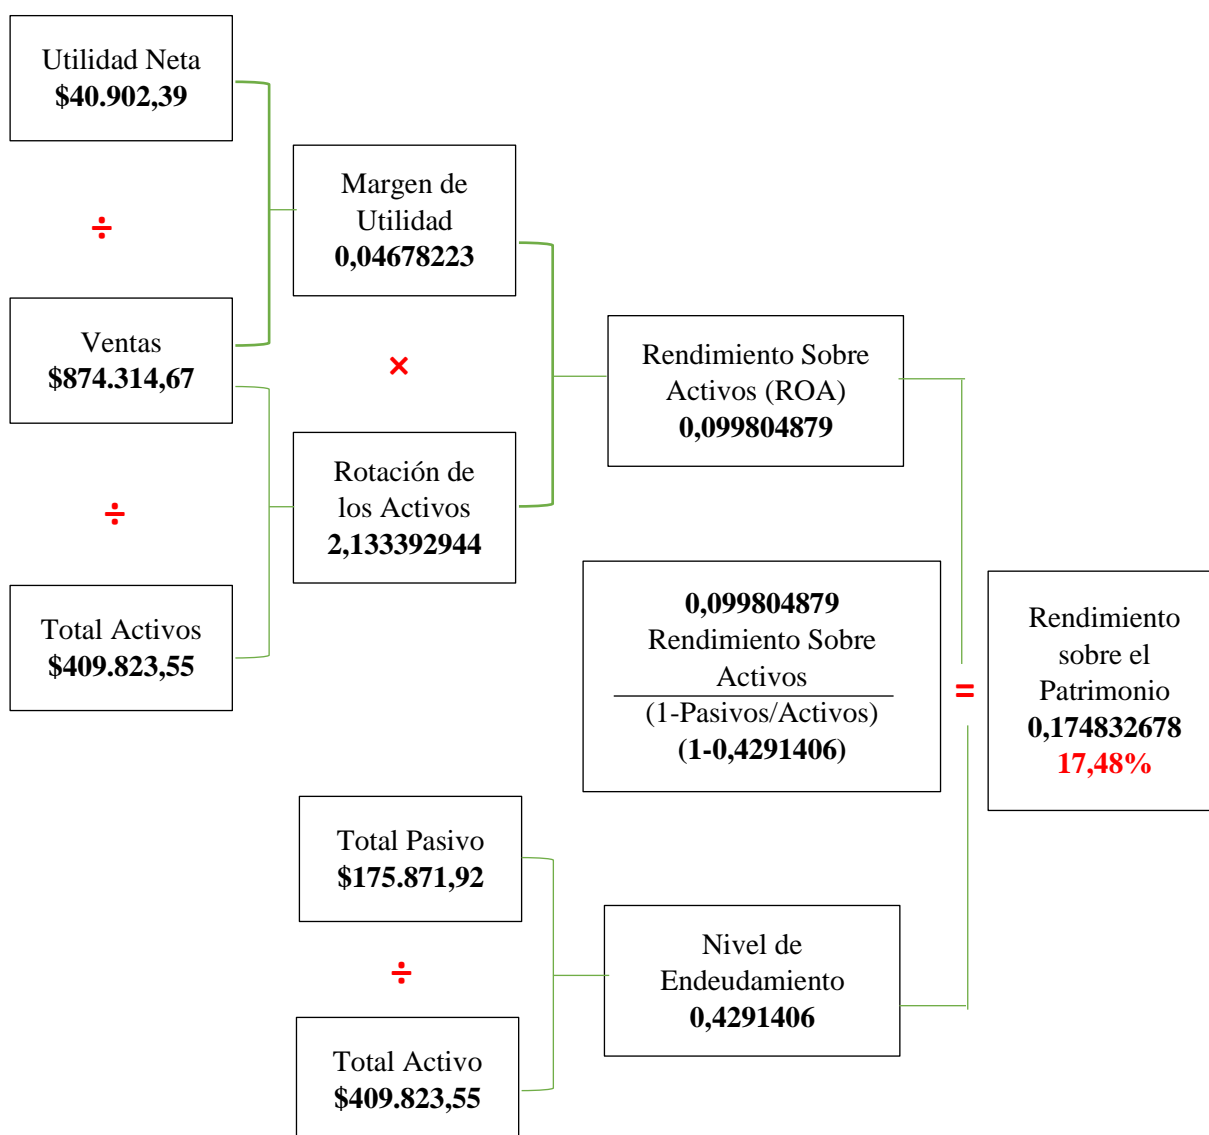 Utilidad Neta
$40.902,39
÷
Ventas
$874.314,67
÷
Total Activos
$409.823,55
Margen de
Utilidad
0,04678223
×
Rotación de
los Activos
2,133392944
Rendimiento Sobre
Activos (ROA)
0,099804879
0,099804879
Rendimiento Sobre
Activos
(1-Pasivos/Activos)
(1-0,4291406)
=
Rendimiento
sobre el
Patrimonio
0,174832678
17,48%
Total Pasivo
$175.871,92
÷
Total Activo
$409.823,55
Nivel de
Endeudamiento
0,4291406